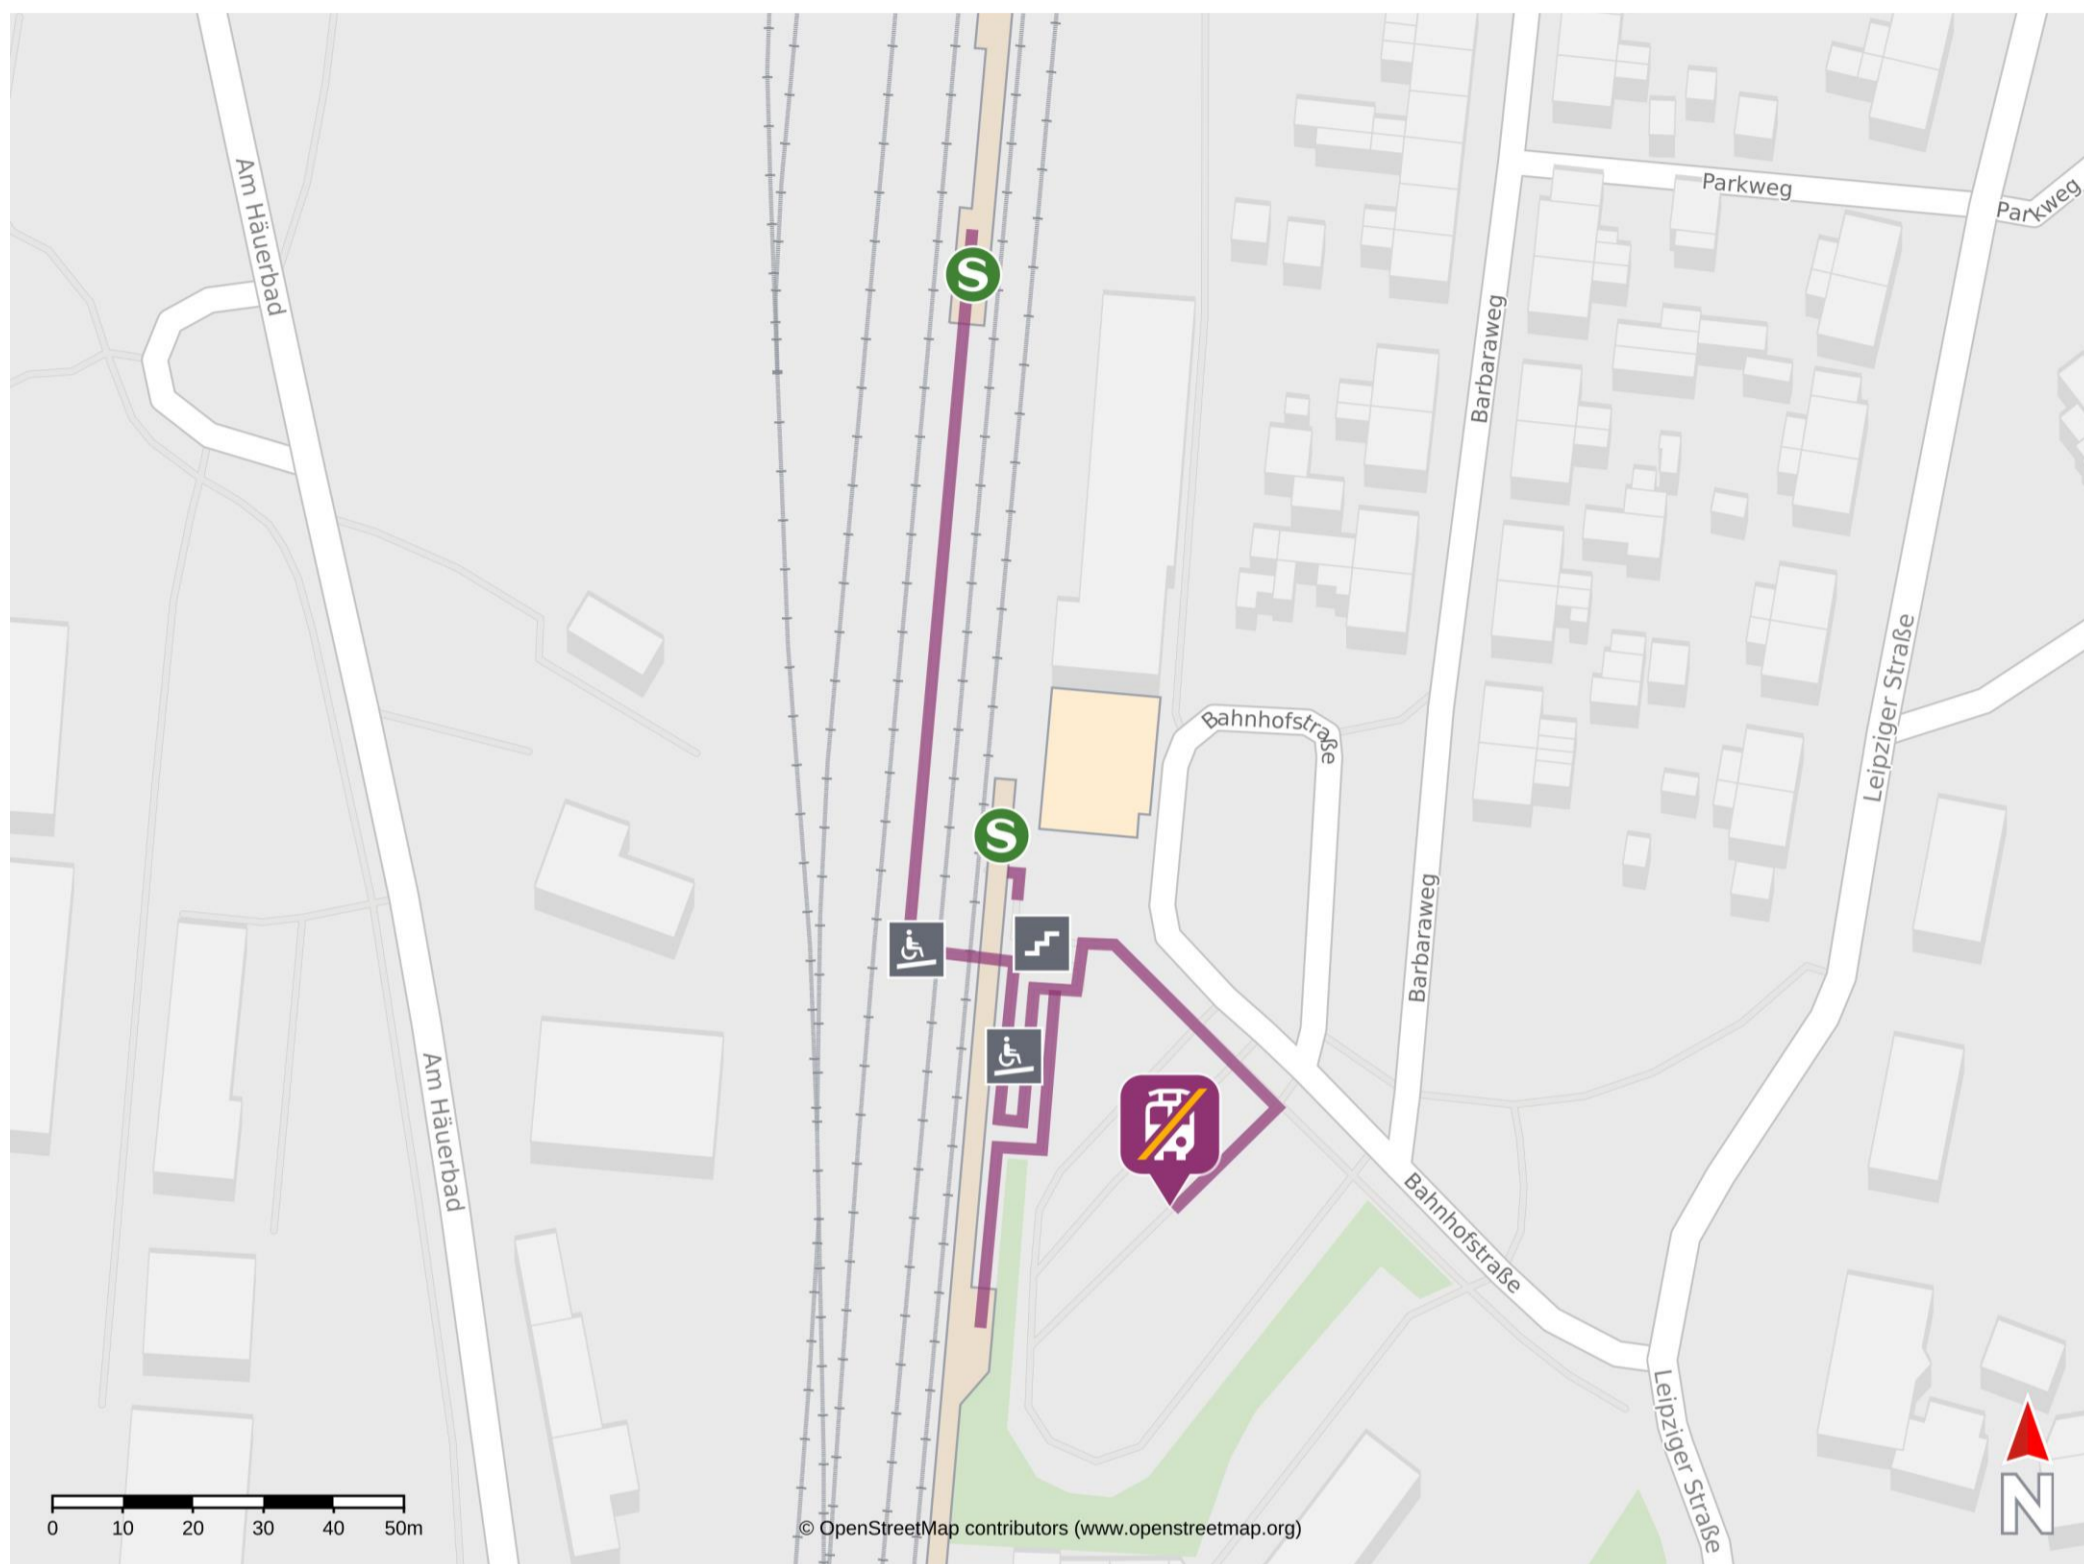 Am Häuerbad
Parkweg
Parkweg
S
Barbaraweg
Leipziger Straße
Bahnhofstraße
S
Barbaraweg
Am Häuerbad
Bahnhofstraße
Leipziger Straße
N
0 10 20 30 40 50m
© OpenStreetMap contributors (www.openstreetmap.org)